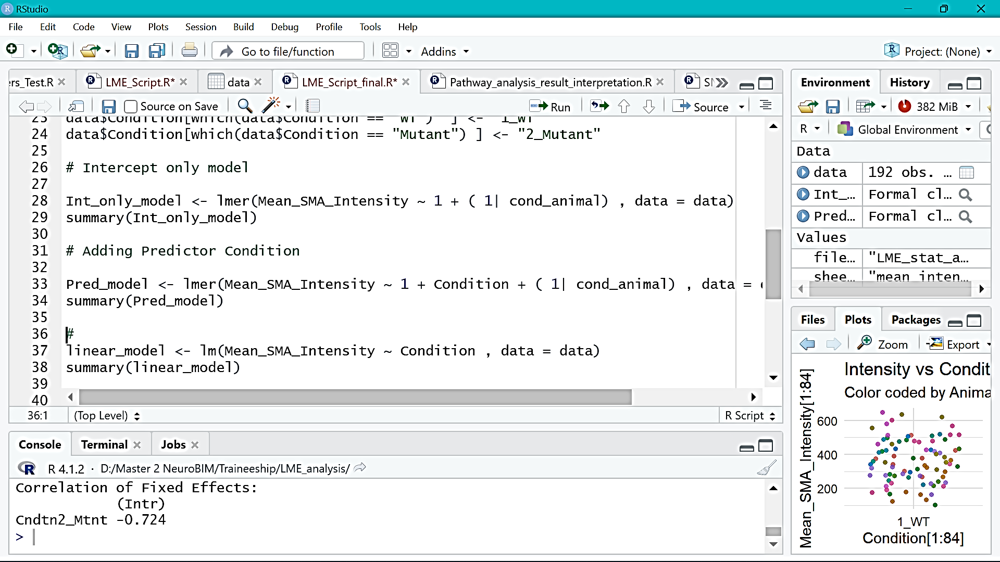 RStudio
File Edit Code View Plots Session Build Debug Profile Tools Help
Go to file/function Addins Project: (None)
ers_Test.R LME_Script.R* data LME_Script_final.R* Pathway_analysis_result_interpretation.R
Source on Save Run Source
23 data$Condition[which(data$Condition == "WT") ] <- "1_WT"
24 data$Condition[which(data$Condition == "Mutant") ] <- "2_Mutant"
25
26 # Intercept only model
27
28 Int_only_model <- lmer(Mean_SMA_Intensity ~ 1 + ( 1| cond_animal) , data = data)
29 summary(Int_only_model)
30
31 # Adding Predictor Condition
32
33 Pred_model <- lmer(Mean_SMA_Intensity ~ 1 + Condition + ( 1| cond_animal) , data =
34 summary(Pred_model)
35
36 #
37 linear_model <- lm(Mean_SMA_Intensity ~ Condition , data = data)
38 summary(linear_model)
39
40
36:1 (Top Level) R Script
Console Terminal Jobs
R 4.1.2 · D:/Master 2 NeuroBIM/Traineeship/LME_analysis/
Correlation of Fixed Effects:
(Intr)
Cndtn2_Mtnt -0.724
>
Environment History
382 MiB
R Global Environment
Data
data 192 obs. …
Int_… Formal cl…
Pred… Formal cl…
Values
file… "LME_stat_a…
shee… "mean inten…
Files Plots Packages
Zoom Export
Intensity vs Condit
Color coded by Anima
Mean_SMA_Intensity[1:84]
600
400
200
1_WT
Condition[1:84]